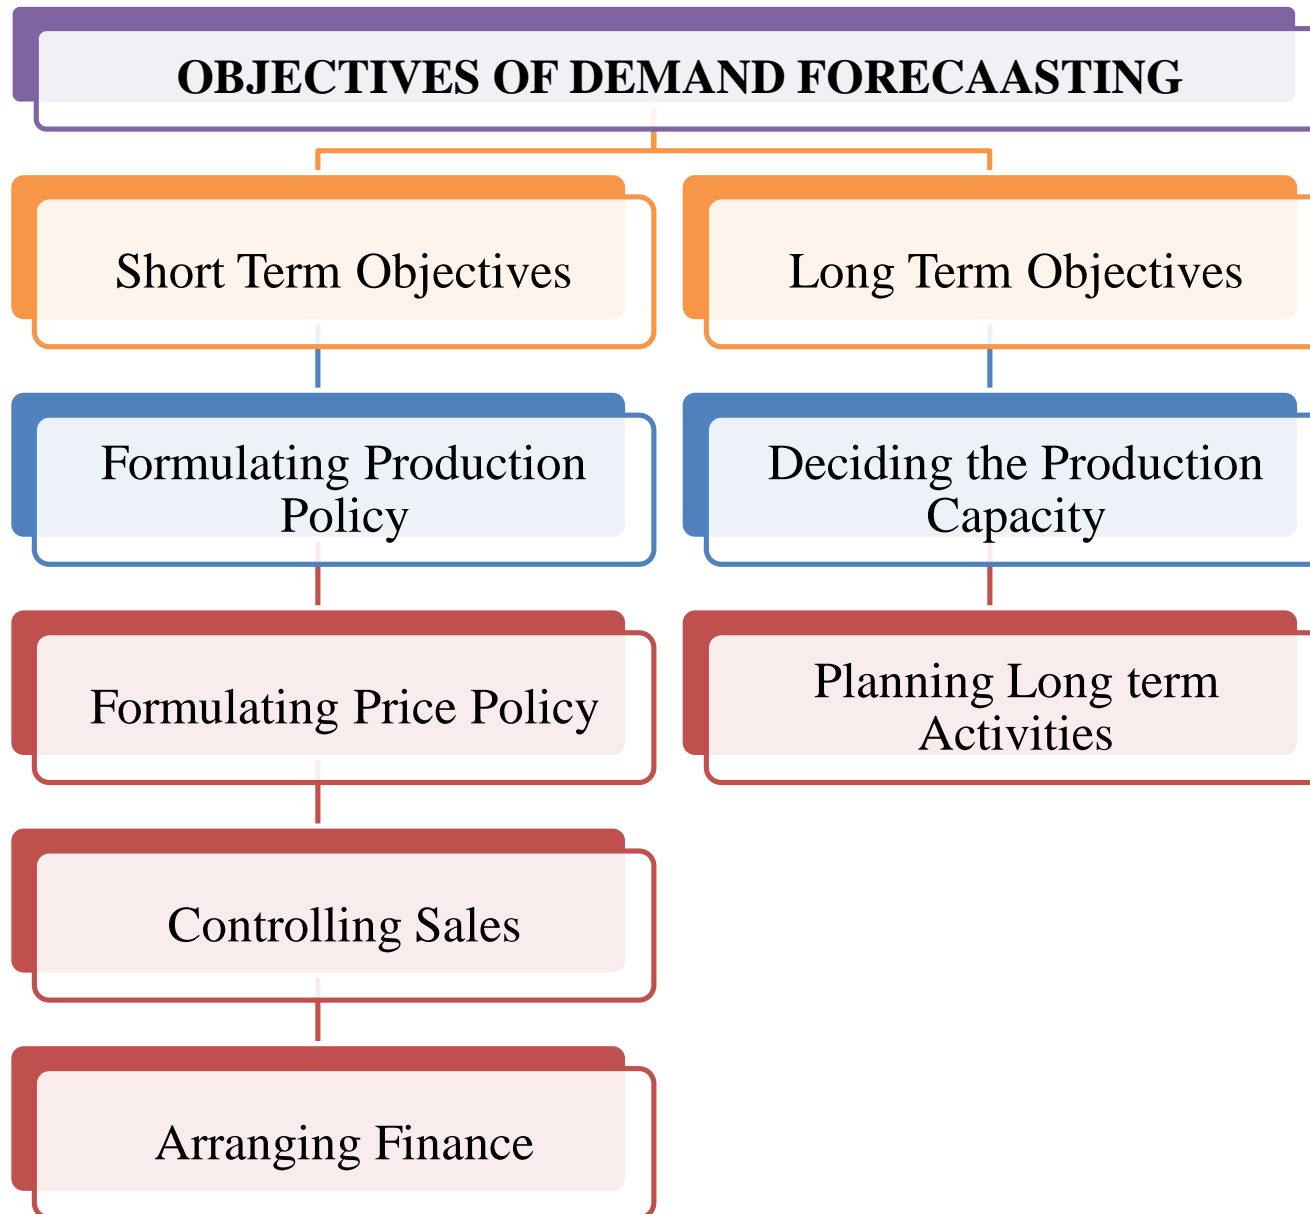 OBJECTIVES OF DEMAND FORECAASTING
Short Term Objectives
Long Term Objectives
Formulating Production
Policy
Deciding the Production
Capacity
Formulating Price Policy
Planning Long term
Activities
Controlling Sales
Arranging Finance